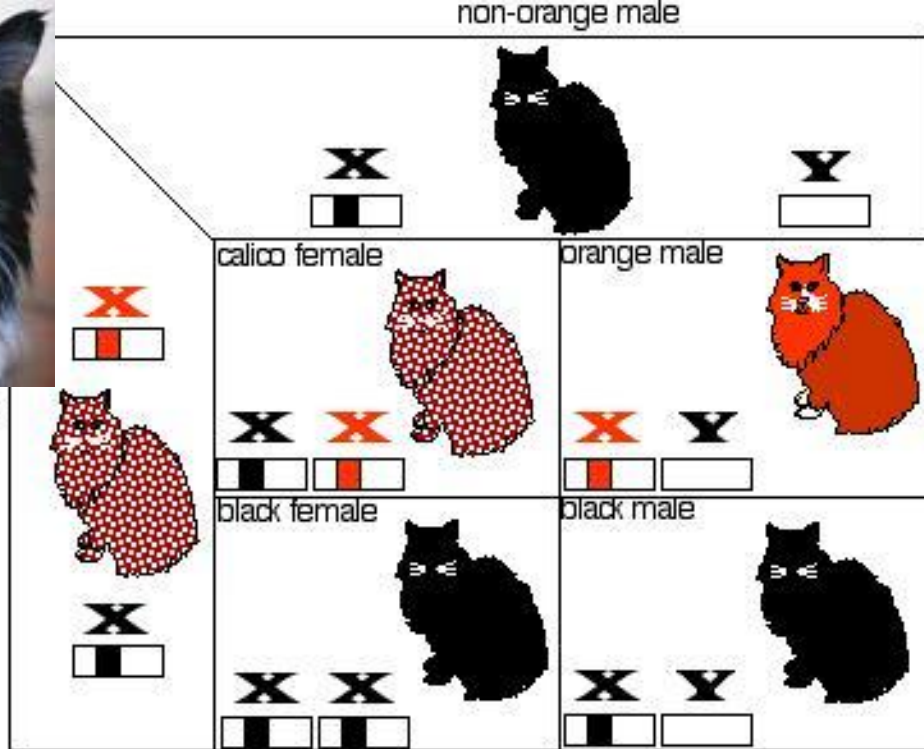 non-orange male
X Y
calico female orange male
X
X X X Y
black female black male
X
X X X Y